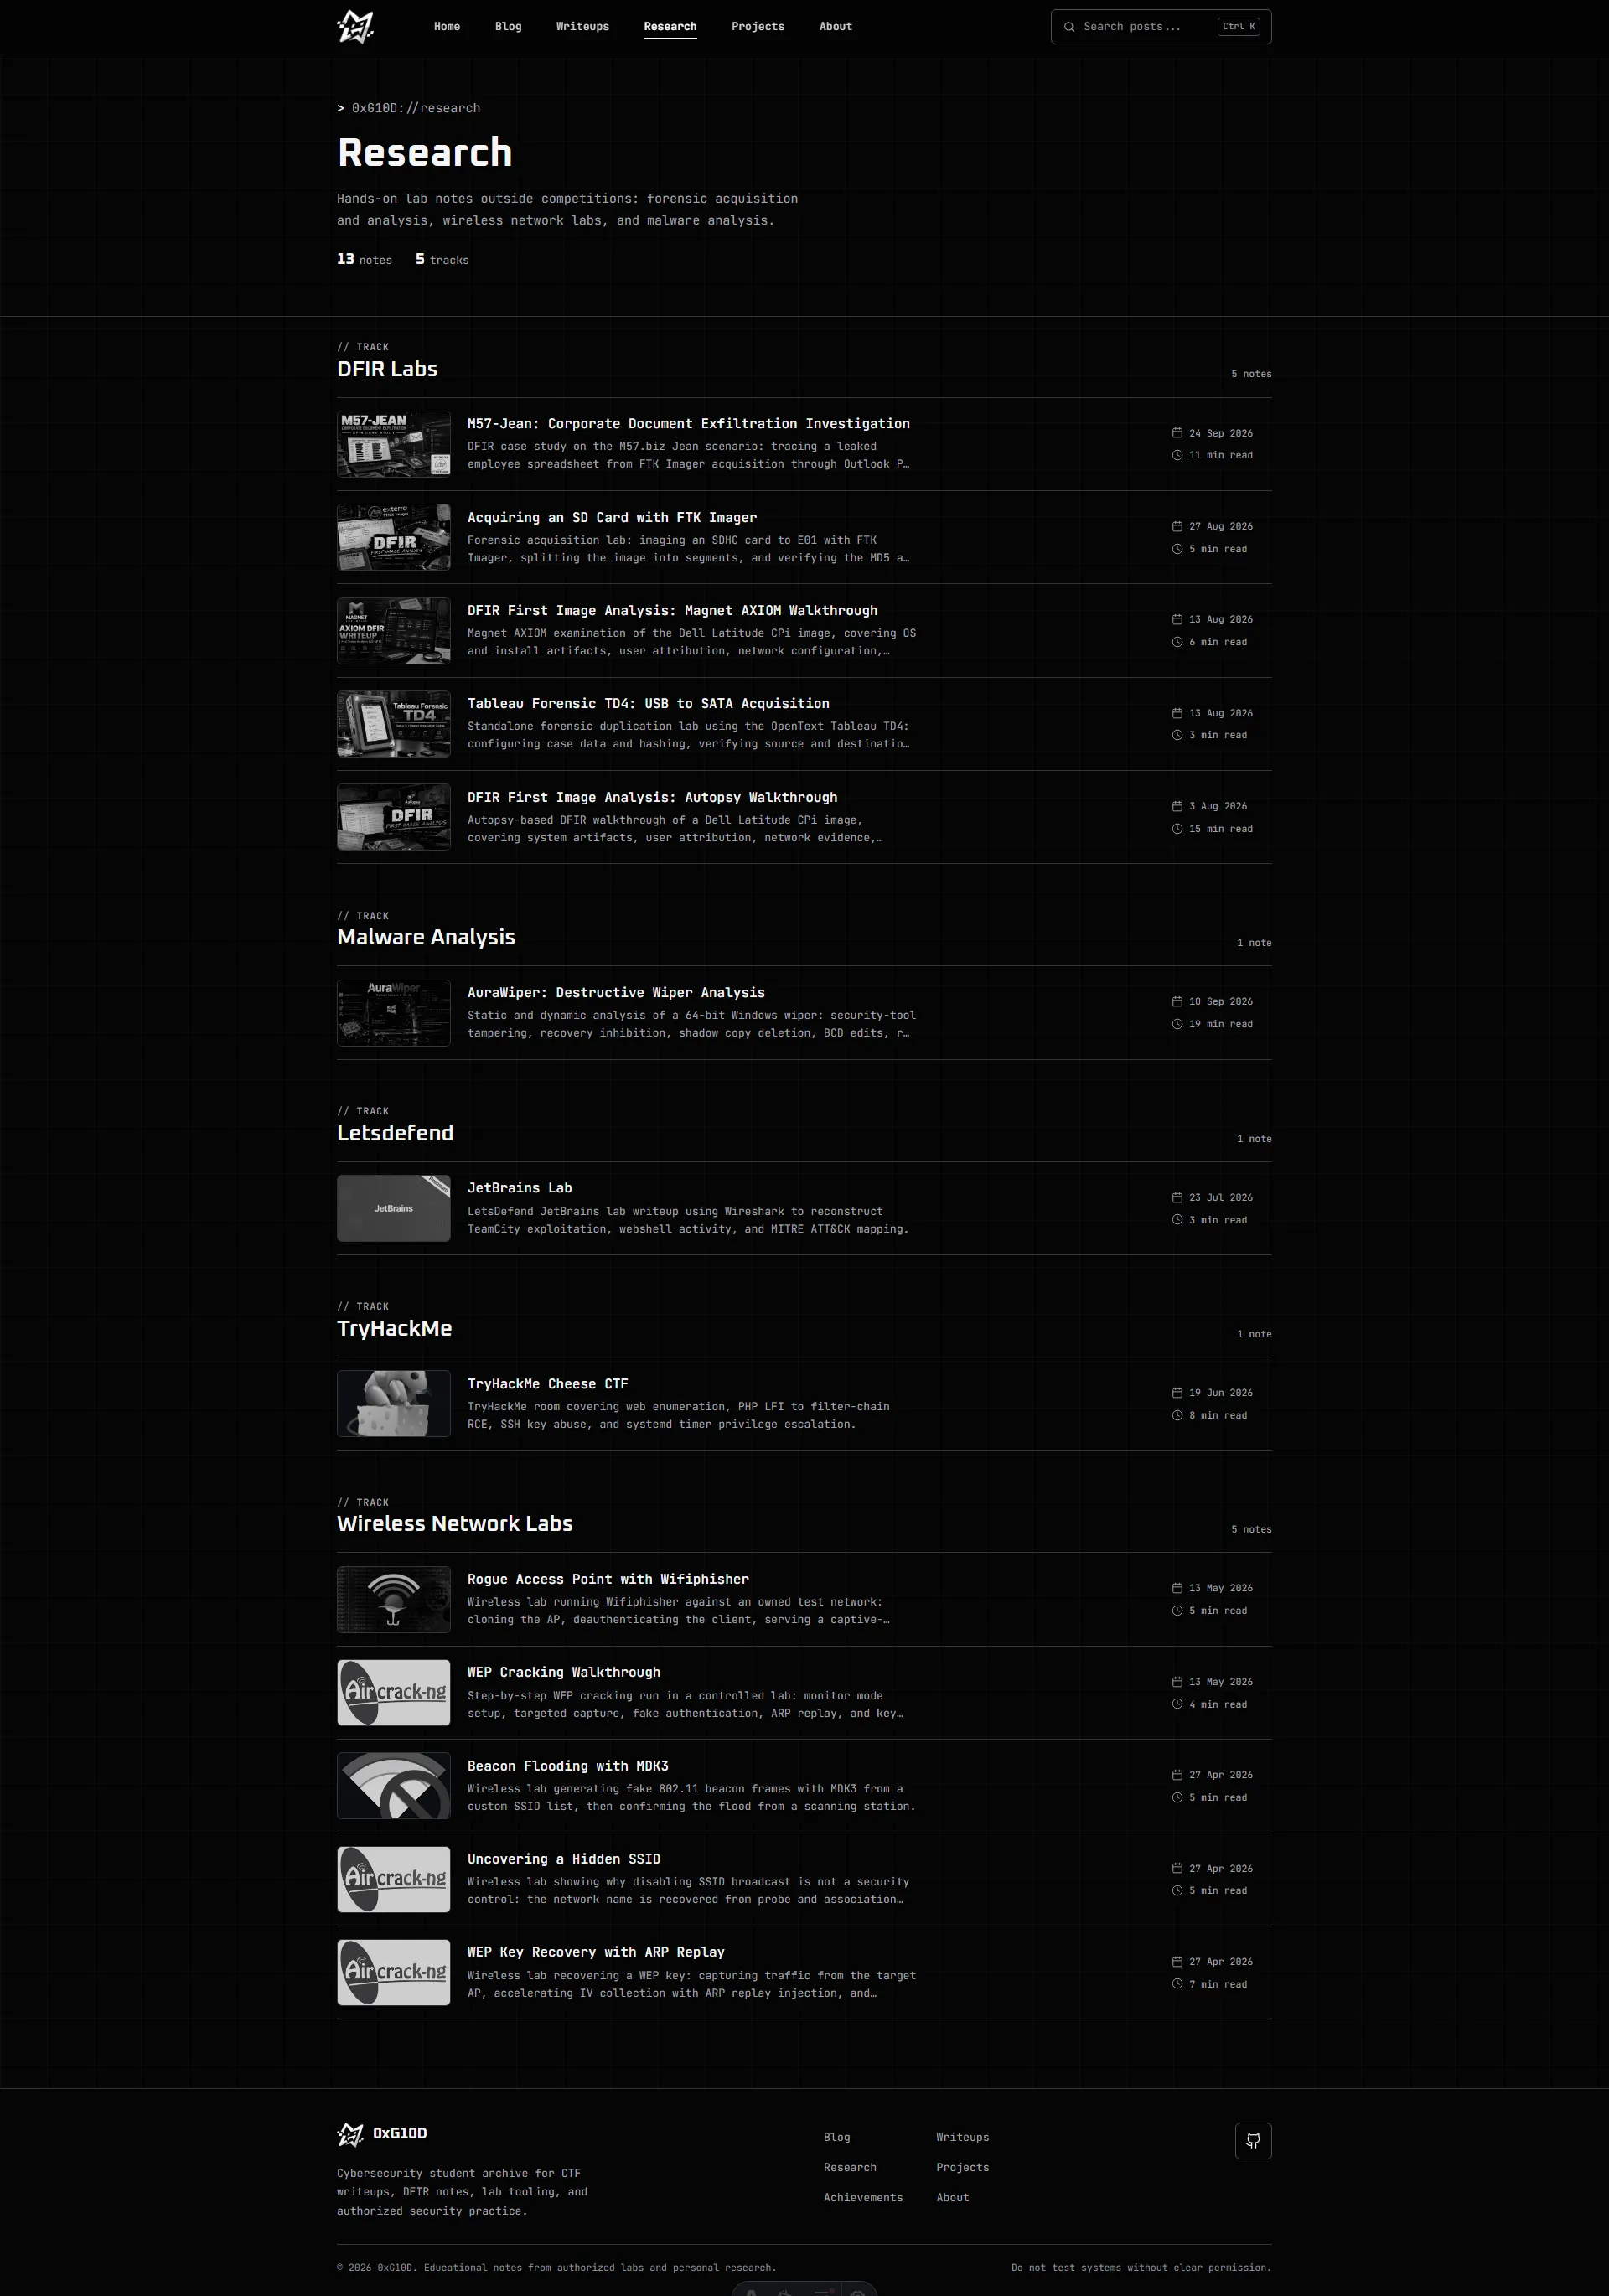 Home Blog Writeups Research Projects About Search posts... Ctrl K
> 0xG10D://research
Research
Hands-on lab notes outside competitions: forensic acquisition
and analysis, wireless network labs, and malware analysis.
13 notes 5 tracks
// TRACK
DFIR Labs
5 notes
M57-JEAN
M57-Jean: Corporate Document Exfiltration Investigation
DFIR case study on the M57.biz Jean scenario: tracing a leaked
employee spreadsheet from FTK Imager acquisition through Outlook P…
24 Sep 2026
11 min read
exterro
DFIR
FIRST IMAGE ANALYSIS
Acquiring an SD Card with FTK Imager
Forensic acquisition lab: imaging an SDHC card to E01 with FTK
Imager, splitting the image into segments, and verifying the MD5 a…
27 Aug 2026
5 min read
MAGNET
AXIOM DFIR
WRITEUP
DFIR First Image Analysis: Magnet AXIOM Walkthrough
Magnet AXIOM examination of the Dell Latitude CPi image, covering OS
and install artifacts, user attribution, network configuration,…
13 Aug 2026
6 min read
Tableau Forensic
TD4
Tableau Forensic TD4: USB to SATA Acquisition
Standalone forensic duplication lab using the OpenText Tableau TD4:
configuring case data and hashing, verifying source and destinatio…
13 Aug 2026
3 min read
DFIR
FIRST IMAGE ANALYSIS
DFIR First Image Analysis: Autopsy Walkthrough
Autopsy-based DFIR walkthrough of a Dell Latitude CPi image,
covering system artifacts, user attribution, network evidence,…
3 Aug 2026
15 min read
// TRACK
Malware Analysis
1 note
AuraWiper
AuraWiper: Destructive Wiper Analysis
Static and dynamic analysis of a 64-bit Windows wiper: security-tool
tampering, recovery inhibition, shadow copy deletion, BCD edits, r…
10 Sep 2026
19 min read
// TRACK
Letsdefend
1 note
JetBrains
JetBrains Lab
LetsDefend JetBrains lab writeup using Wireshark to reconstruct
TeamCity exploitation, webshell activity, and MITRE ATT&CK mapping.
23 Jul 2026
3 min read
// TRACK
TryHackMe
1 note
TryHackMe Cheese CTF
TryHackMe room covering web enumeration, PHP LFI to filter-chain
RCE, SSH key abuse, and systemd timer privilege escalation.
19 Jun 2026
8 min read
// TRACK
Wireless Network Labs
5 notes
Rogue Access Point with Wifiphisher
Wireless lab running Wifiphisher against an owned test network:
cloning the AP, deauthenticating the client, serving a captive-…
13 May 2026
5 min read
Aircrack-ng
WEP Cracking Walkthrough
Step-by-step WEP cracking run in a controlled lab: monitor mode
setup, targeted capture, fake authentication, ARP replay, and key…
13 May 2026
4 min read
Beacon Flooding with MDK3
Wireless lab generating fake 802.11 beacon frames with MDK3 from a
custom SSID list, then confirming the flood from a scanning station.
27 Apr 2026
5 min read
Aircrack-ng
Uncovering a Hidden SSID
Wireless lab showing why disabling SSID broadcast is not a security
control: the network name is recovered from probe and association…
27 Apr 2026
5 min read
Aircrack-ng
WEP Key Recovery with ARP Replay
Wireless lab recovering a WEP key: capturing traffic from the target
AP, accelerating IV collection with ARP replay injection, and…
27 Apr 2026
7 min read
0xG10D
Cybersecurity student archive for CTF
writeups, DFIR notes, lab tooling, and
authorized security practice.
Blog Writeups
Research Projects
Achievements About
© 2026 0xG10D. Educational notes from authorized labs and personal research.
Do not test systems without clear permission.